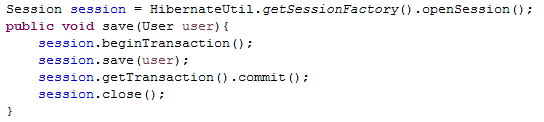 Session session = HibernateUtil.getSessionFactory().openSession();
public void save(User user){
    session.beginTransaction();
    session.save(user);
    session.getTransaction().commit();
    session.close();
}